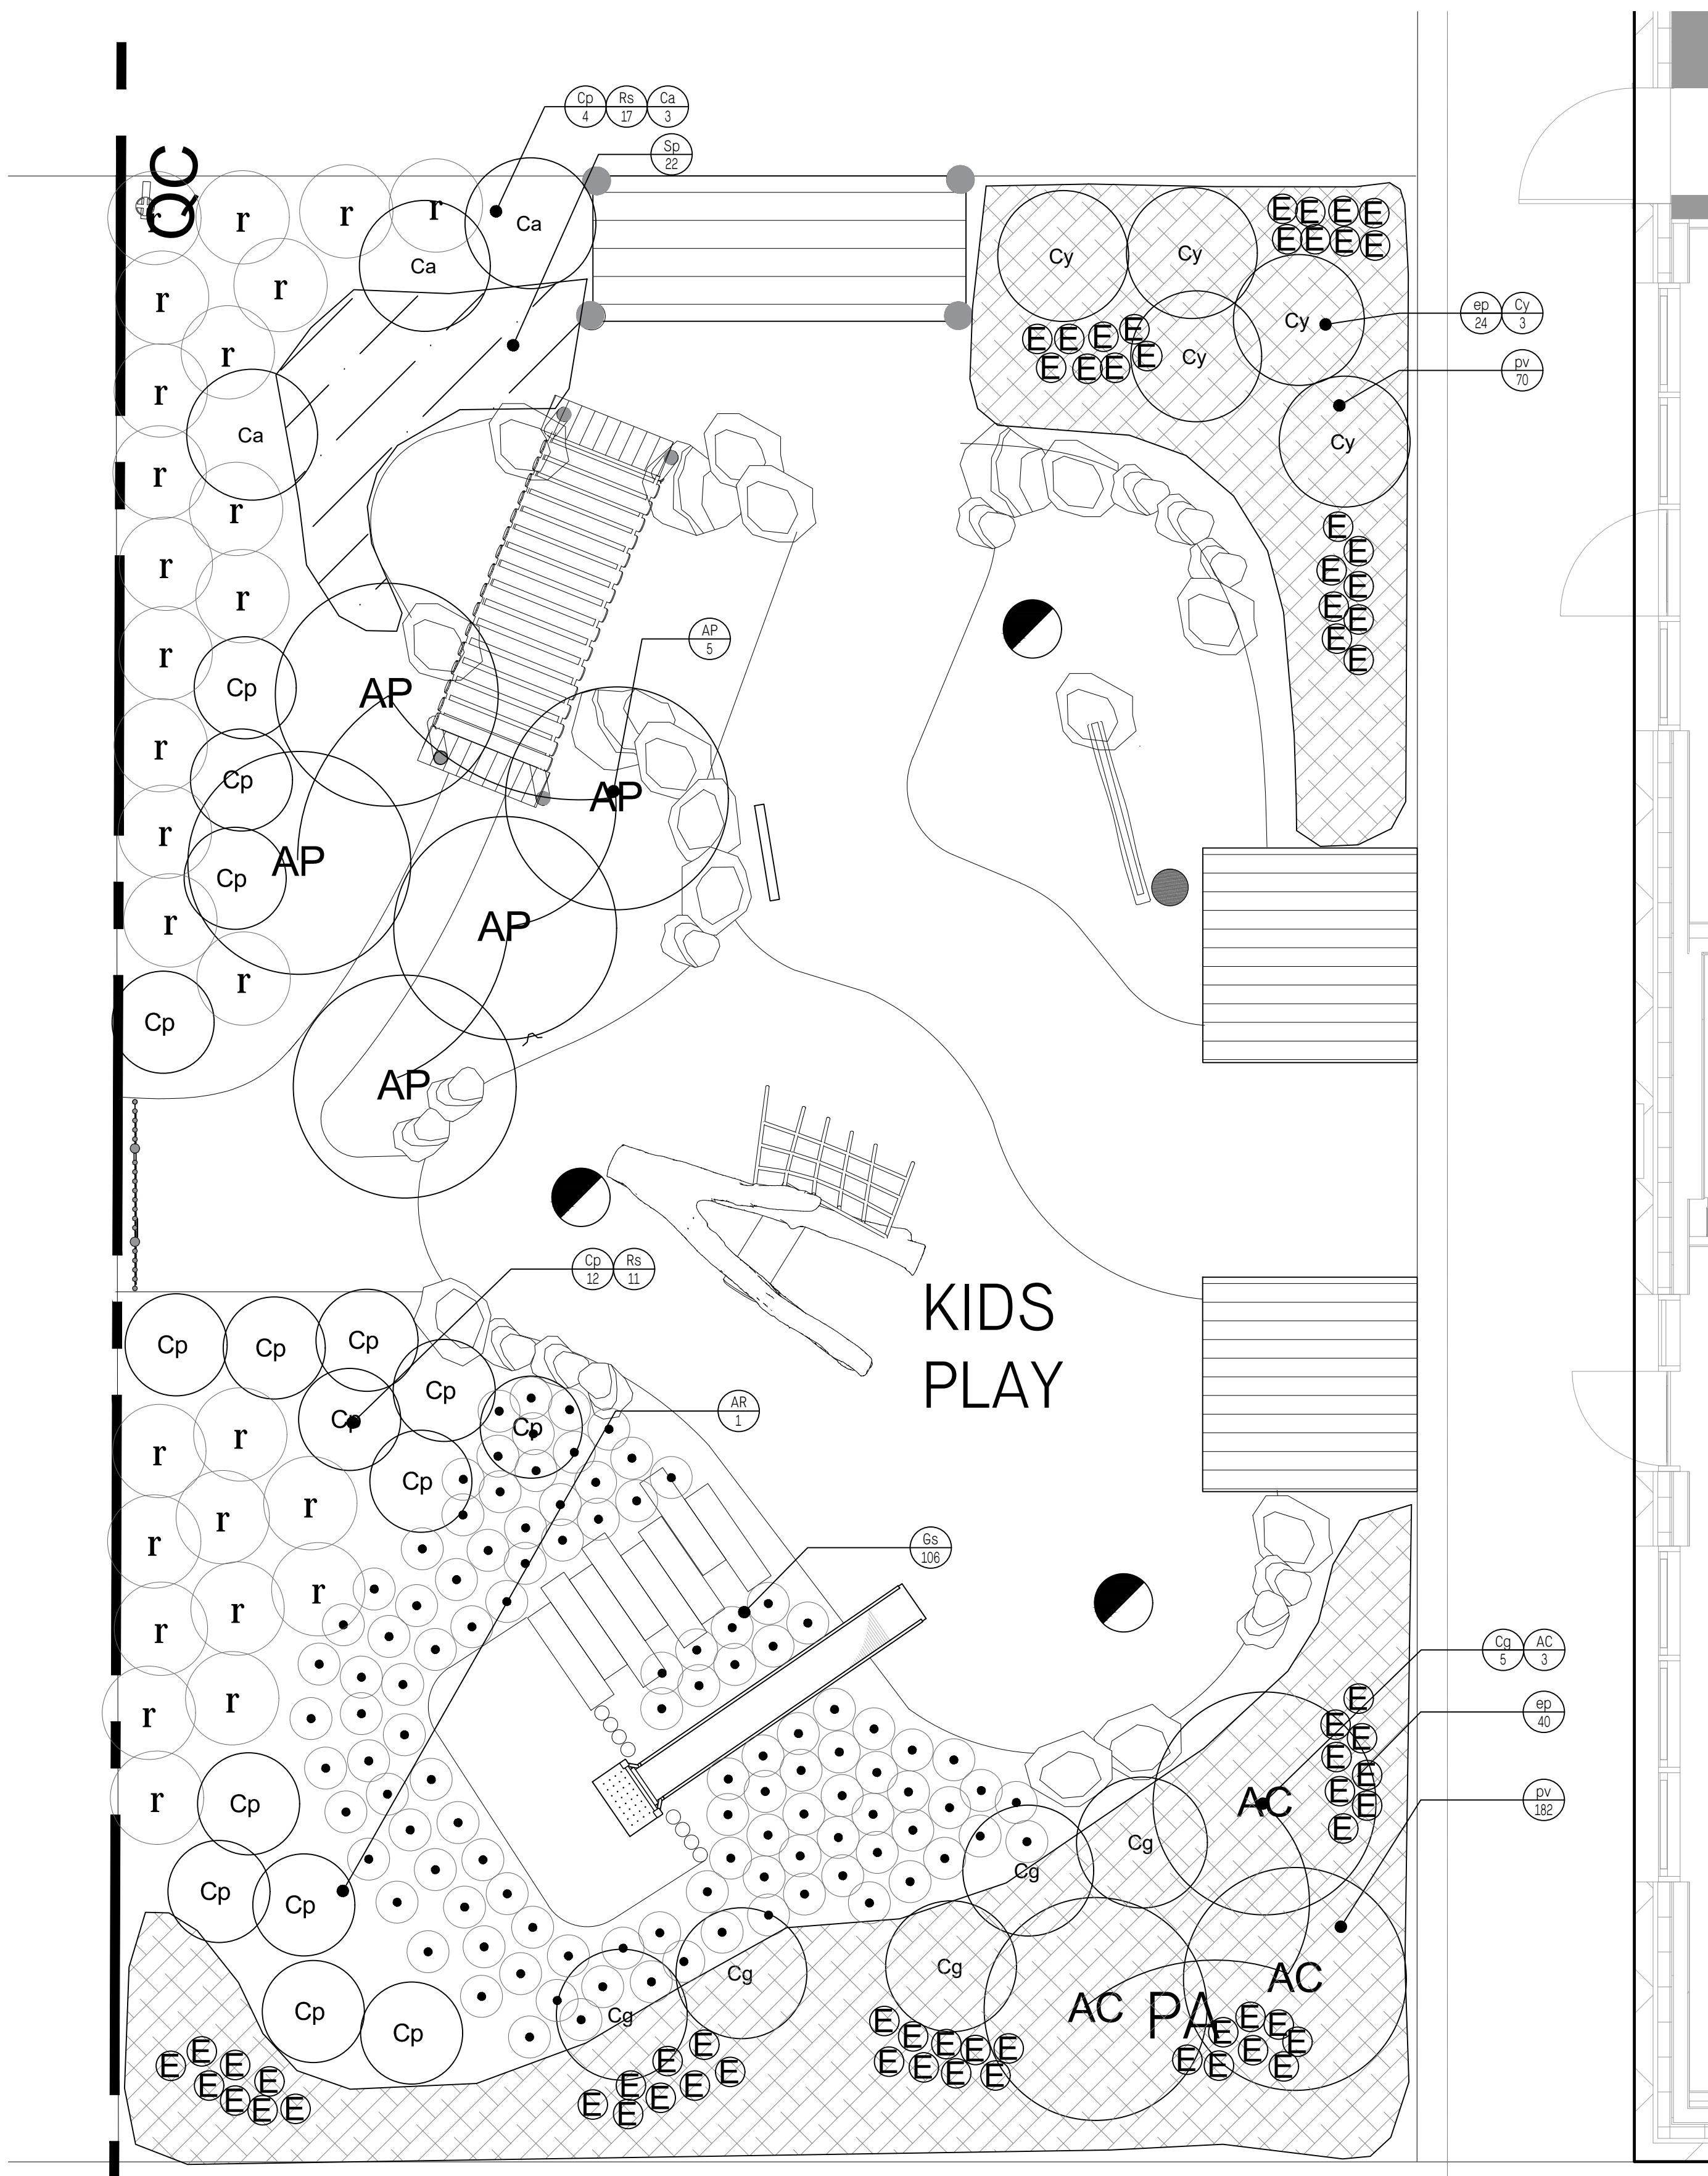 Cp Rs Ca
4 17 3
Sp
22
QC
r r r r Ca
Ca
r r
r
r
Ca
r
r
r
r
r
Cp
AP
r
Cp
AP
5
AP
r
AP
Cp
r
AP
r
Cp
AP
Cy Cy
E E E E
E E E E
Cy
ep Cy
24 3
E E E E
E E E E
Cy
pv
70
Cy
E
E
E
E
E
E
E
E
KIDS
PLAY
Cp Rs
12 11
Cp Cp Cp
Cp Cp
Cp
AR
1
r r
Cp
r r
r
Gs
106
r
r r
r r
r
Cp
Cp Cp
Cp Cp
Cg AC
5 3
ep
40
pv
182
E
E E
E
E
E
E
E
AC
Cg
Cg
Cg
Cg
Cg
AC
AC PA
E E E E
E E E E
E E E E
E E E E
E E E E E
E E E E
E E E E
E E E E